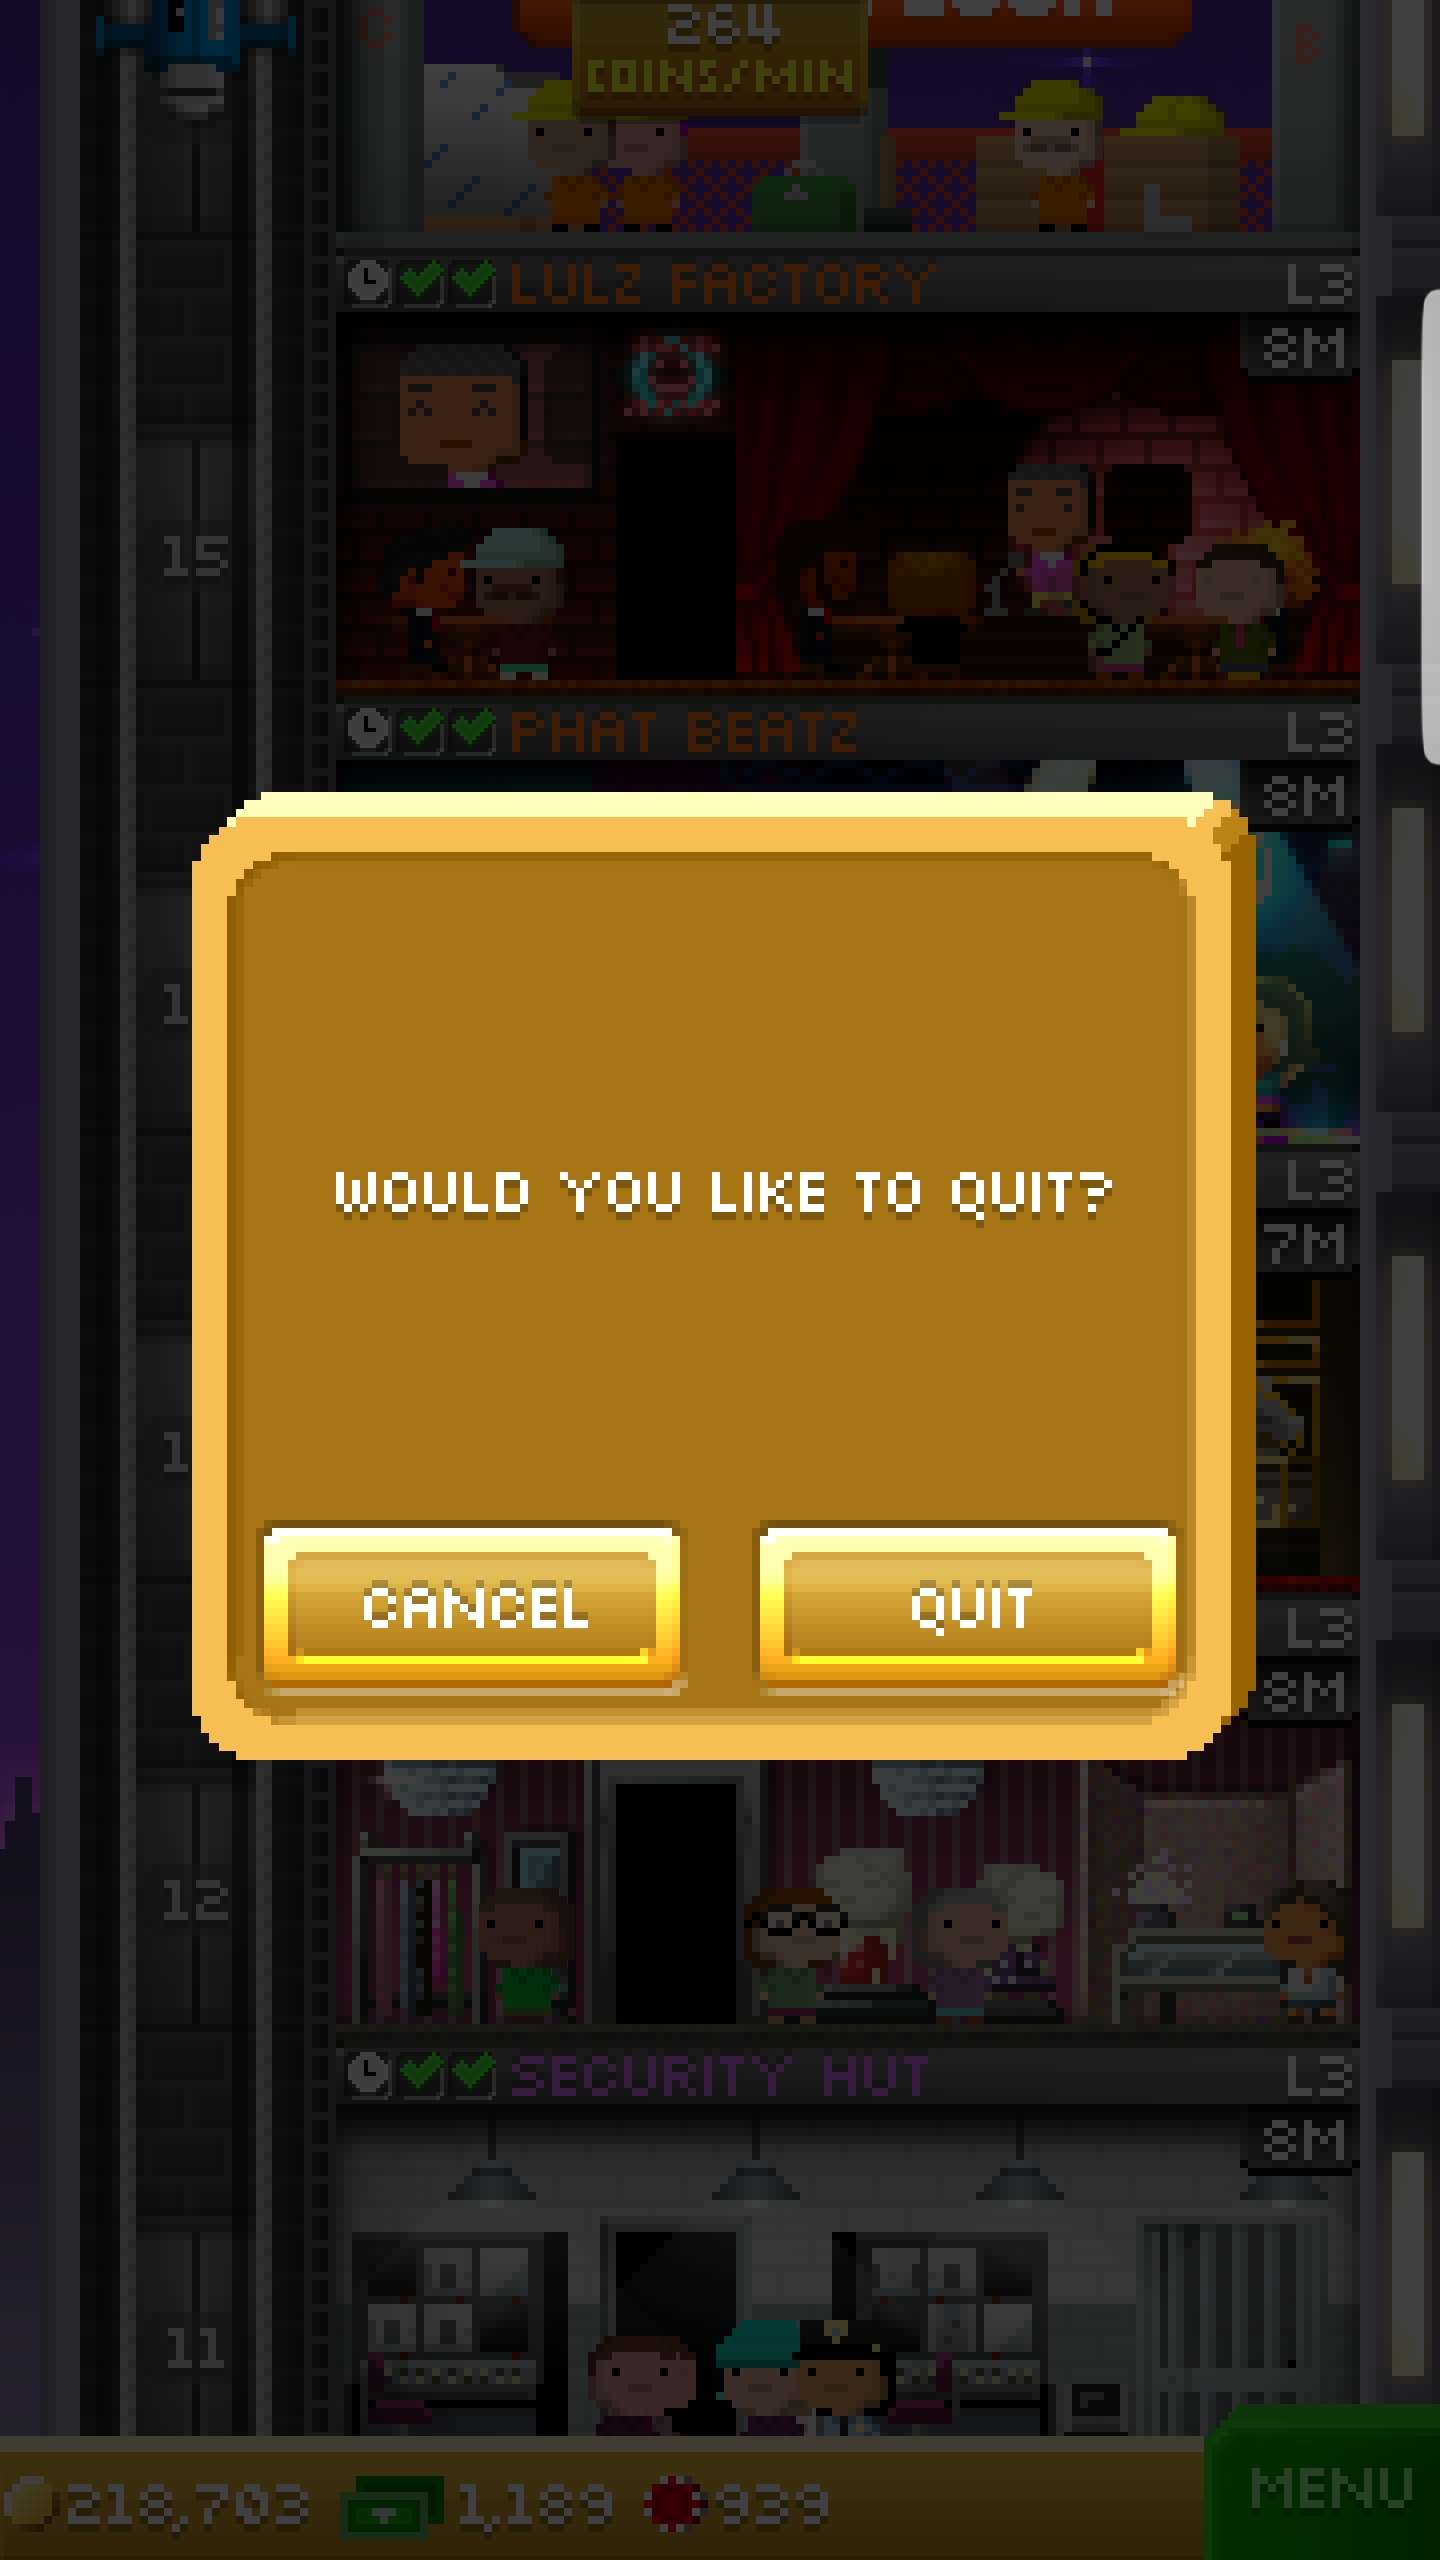 264
COINS/MIN
C
B
LULZ FACTORY
L3
8M
15
PHAT BEATZ
L3
8M
L3
7M
WOULD YOU LIKE TO QUIT?
CANCEL
QUIT
L3
8M
12
SECURITY HUT
L3
8M
11
218,703
1,189
939
MENU